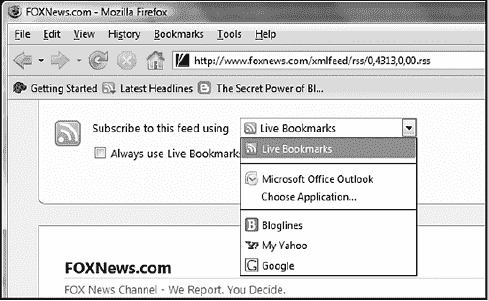 FOXNews.com - Mozilla Firefox
File Edit View History Bookmarks Tools Help
http://www.foxnews.com/xmlfeed/rss/0,4313,0,00.rss
Getting Started Latest Headlines The Secret Power of Bl...
Subscribe to this feed using Live Bookmarks
Always use Live Bookmark
Live Bookmarks
Microsoft Office Outlook
Choose Application...
Bloglines
My Yahoo
Google
FOXNews.com
FOX News Channel - We Report. You Decide.